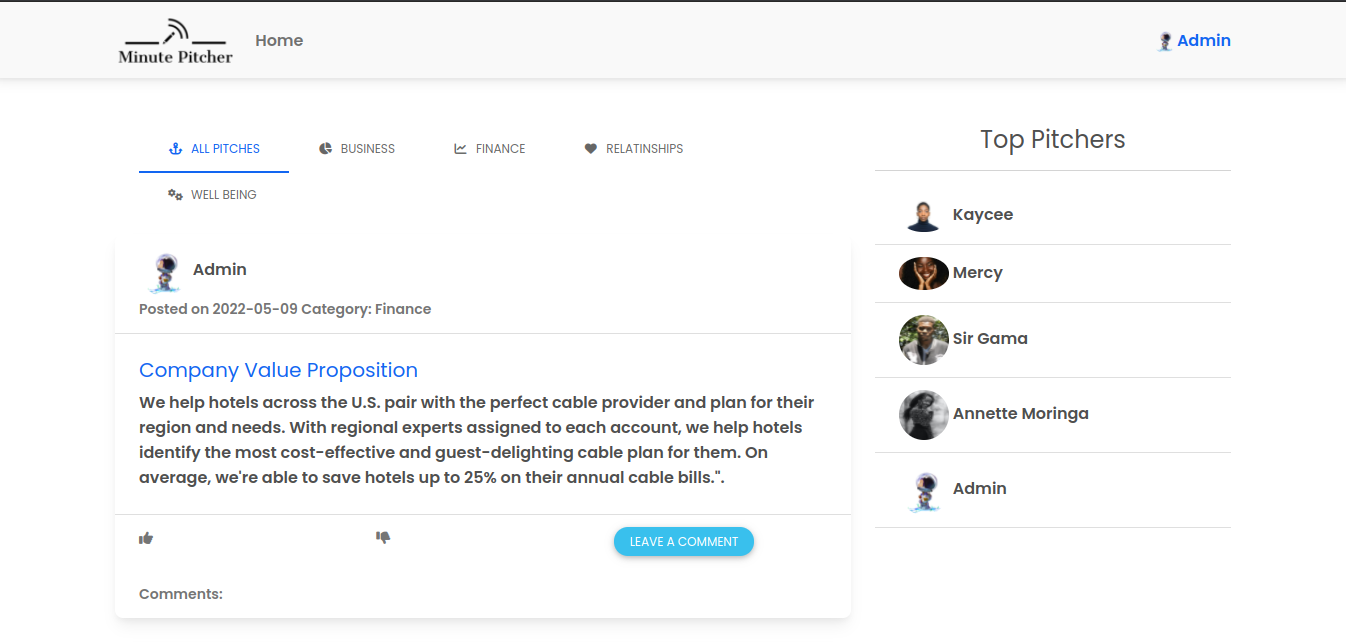 Minute Pitcher
Home
Admin
ALL PITCHES
BUSINESS
FINANCE
RELATINSHIPS
WELL BEING
Admin
Posted on 2022-05-09 Category: Finance
Company Value Proposition
We help hotels across the U.S. pair with the perfect cable provider and plan for their
region and needs. With regional experts assigned to each account, we help hotels
identify the most cost-effective and guest-delighting cable plan for them. On
average, we're able to save hotels up to 25% on their annual cable bills.".
LEAVE A COMMENT
Comments:
Top Pitchers
Kaycee
Mercy
Sir Gama
Annette Moringa
Admin